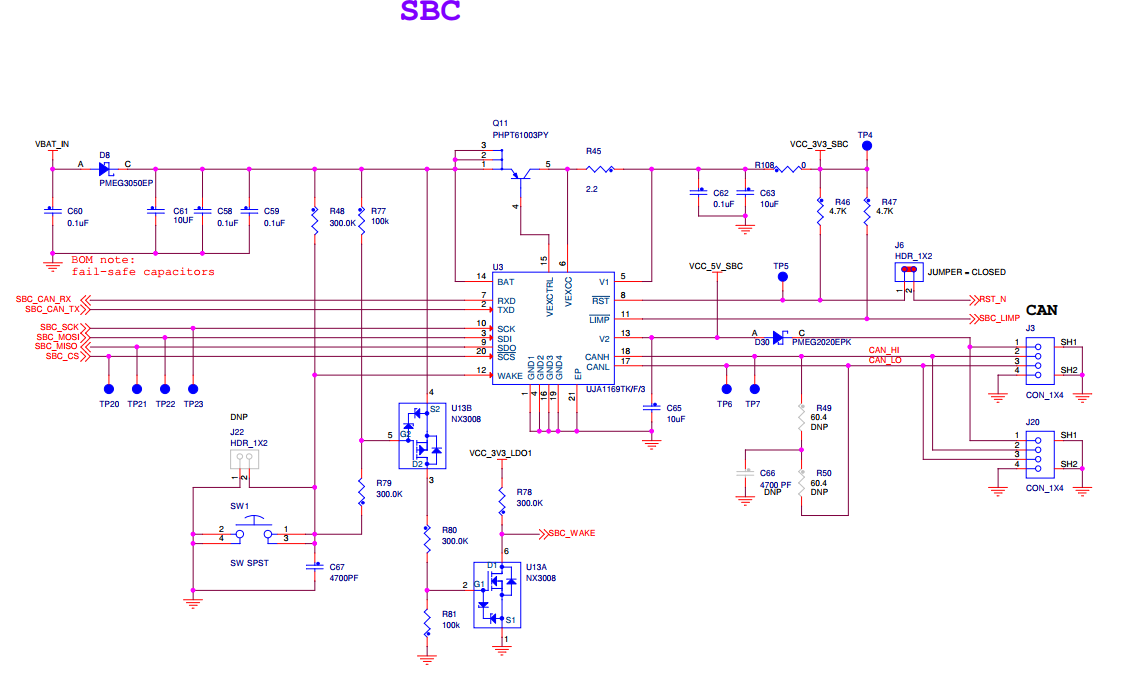 SBC
Q11
PHPT61003PY
VBAT_IN
D8
A
C
PMEG3050EP
3
2
1
5
4
R45
2.2
R108
0
VCC_3V3_SBC
TP4
C60
0.1uF
C61
10UF
C58
0.1uF
C59
0.1uF
R48
300.0K
R77
100k
C62
0.1uF
C63
10uF
R46
4.7K
R47
4.7K
BOM note:
fail-safe capacitors
J6
HDR_1X2
JUMPER = CLOSED
1
2
VCC_5V_SBC
TP5
U3
15
6
14
BAT
VEXCTRL
VEXCC
V1
5
SBC_CAN_RX
7
RXD
RST
8
RST_N
SBC_CAN_TX
2
TXD
LIMP
11
SBC_LIMP
CAN
SBC_SCK
10
SCK
SBC_MOSI
3
SDI
V2
13
A
D30
C
PMEG2020EPK
SBC_MISO
9
SDO
SBC_CS
20
SCS
CANH
18
CAN_HI
CANL
17
CAN_LO
12
WAKE
GND1
GND2
GND3
GND4
EP
1
4
16
19
21
UJA1169TK/F/3
J3
1
2
3
4
SH1
SH2
CON_1X4
TP20
TP21
TP22
TP23
TP6
TP7
C65
10uF
R49
60.4
DNP
C66
4700 PF
DNP
R50
60.4
DNP
J20
1
2
3
4
SH1
SH2
CON_1X4
DNP
J22
HDR_1X2
1
2
4
S2
U13B
NX3008
5
G2
D2
3
VCC_3V3_LDO1
R79
300.0K
R78
300.0K
SW1
2
4
1
3
SW SPST
C67
4700PF
R80
300.0K
SBC_WAKE
6
D1
U13A
NX3008
2
G1
S1
1
R81
100k